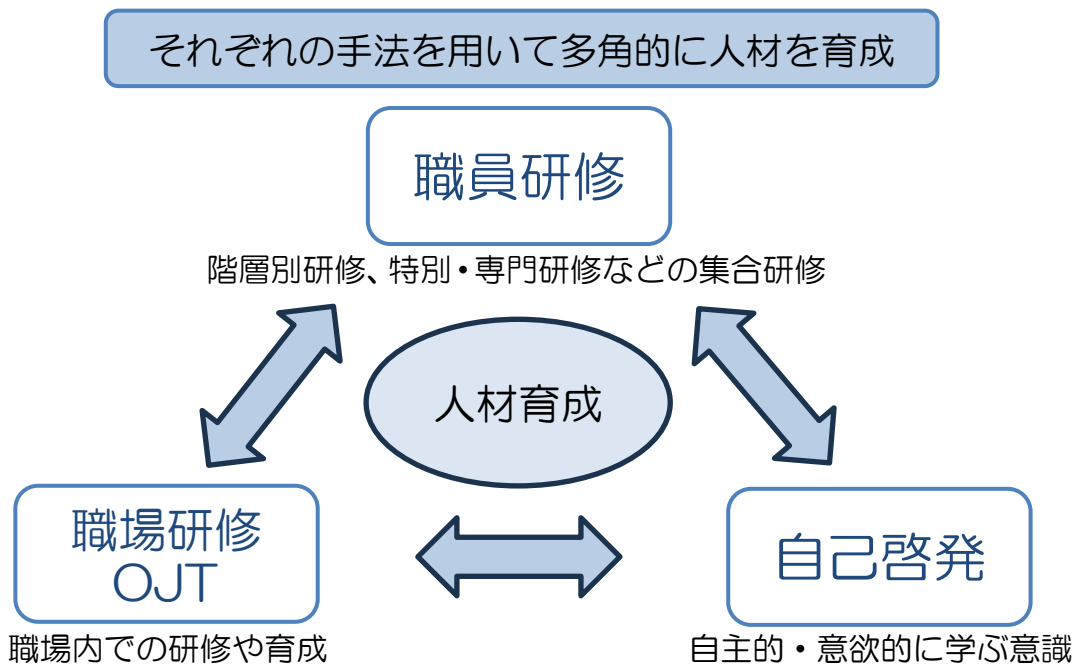 それぞれの手法を用いて多角的に人材を育成
職員研修
階層別研修、特別・専門研修などの集合研修
人材育成
職場研修
OJT
職場内での研修や育成
自己啓発
自主的・意欲的に学ぶ意識